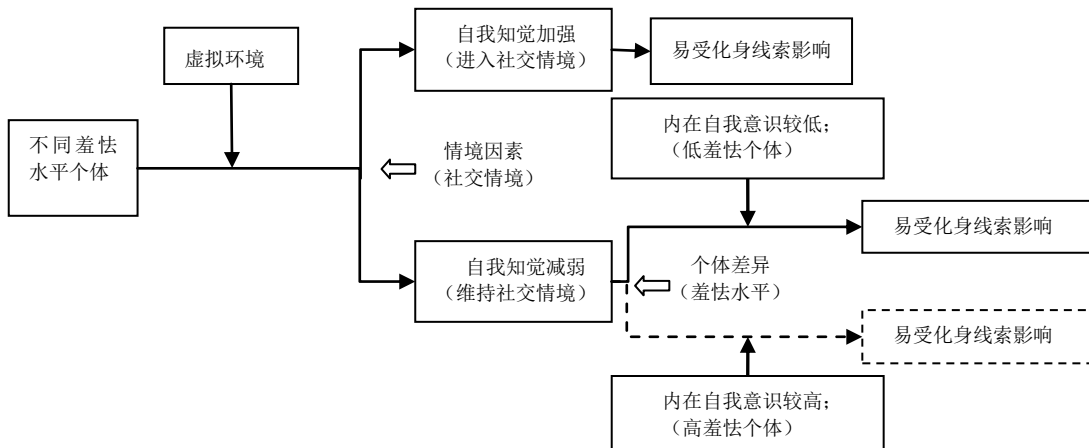 虚拟环境
自我知觉加强
（进入社交情境）
易受化身线索影响
不同羞怯
水平个体
情境因素
（社交情境）
内在自我意识较低；
（低羞怯个体）
易受化身线索影响
自我知觉减弱
（维持社交情境）
个体差异
（羞怯水平）
易受化身线索影响
内在自我意识较高；
（高羞怯个体）